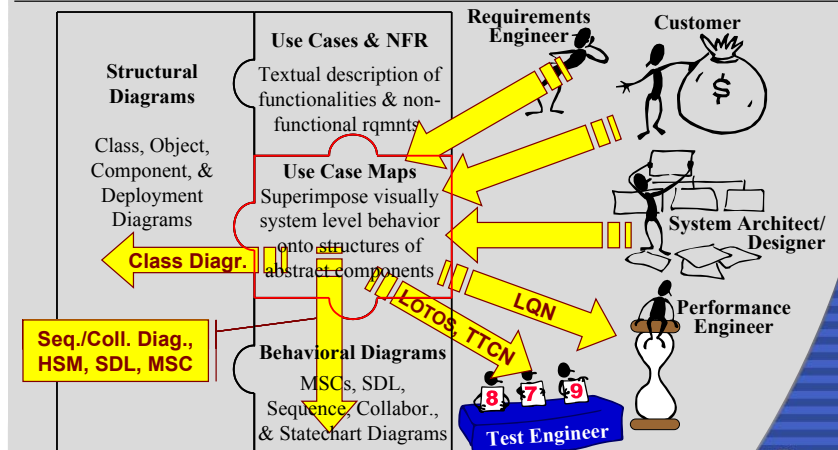 Use Cases & NFR
Textual description of
functionalities & non-
functional rqmnts
Structural
Diagrams
Class, Object,
Component, &
Deployment
Diagrams
Use Case Maps
Superimpose visually
system level behavior
onto structures of
abstract components
Class Diagr.
Seq./Coll. Diag.,
HSM, SDL, MSC
Behavioral Diagrams
MSCs, SDL,
Sequence, Collabor.,
& Statechart Diagrams
Requirements
Engineer
Customer
$
System Architect/
Designer
LQN
LOTOS, TTCN
Performance
Engineer
8
7
9
Test Engineer